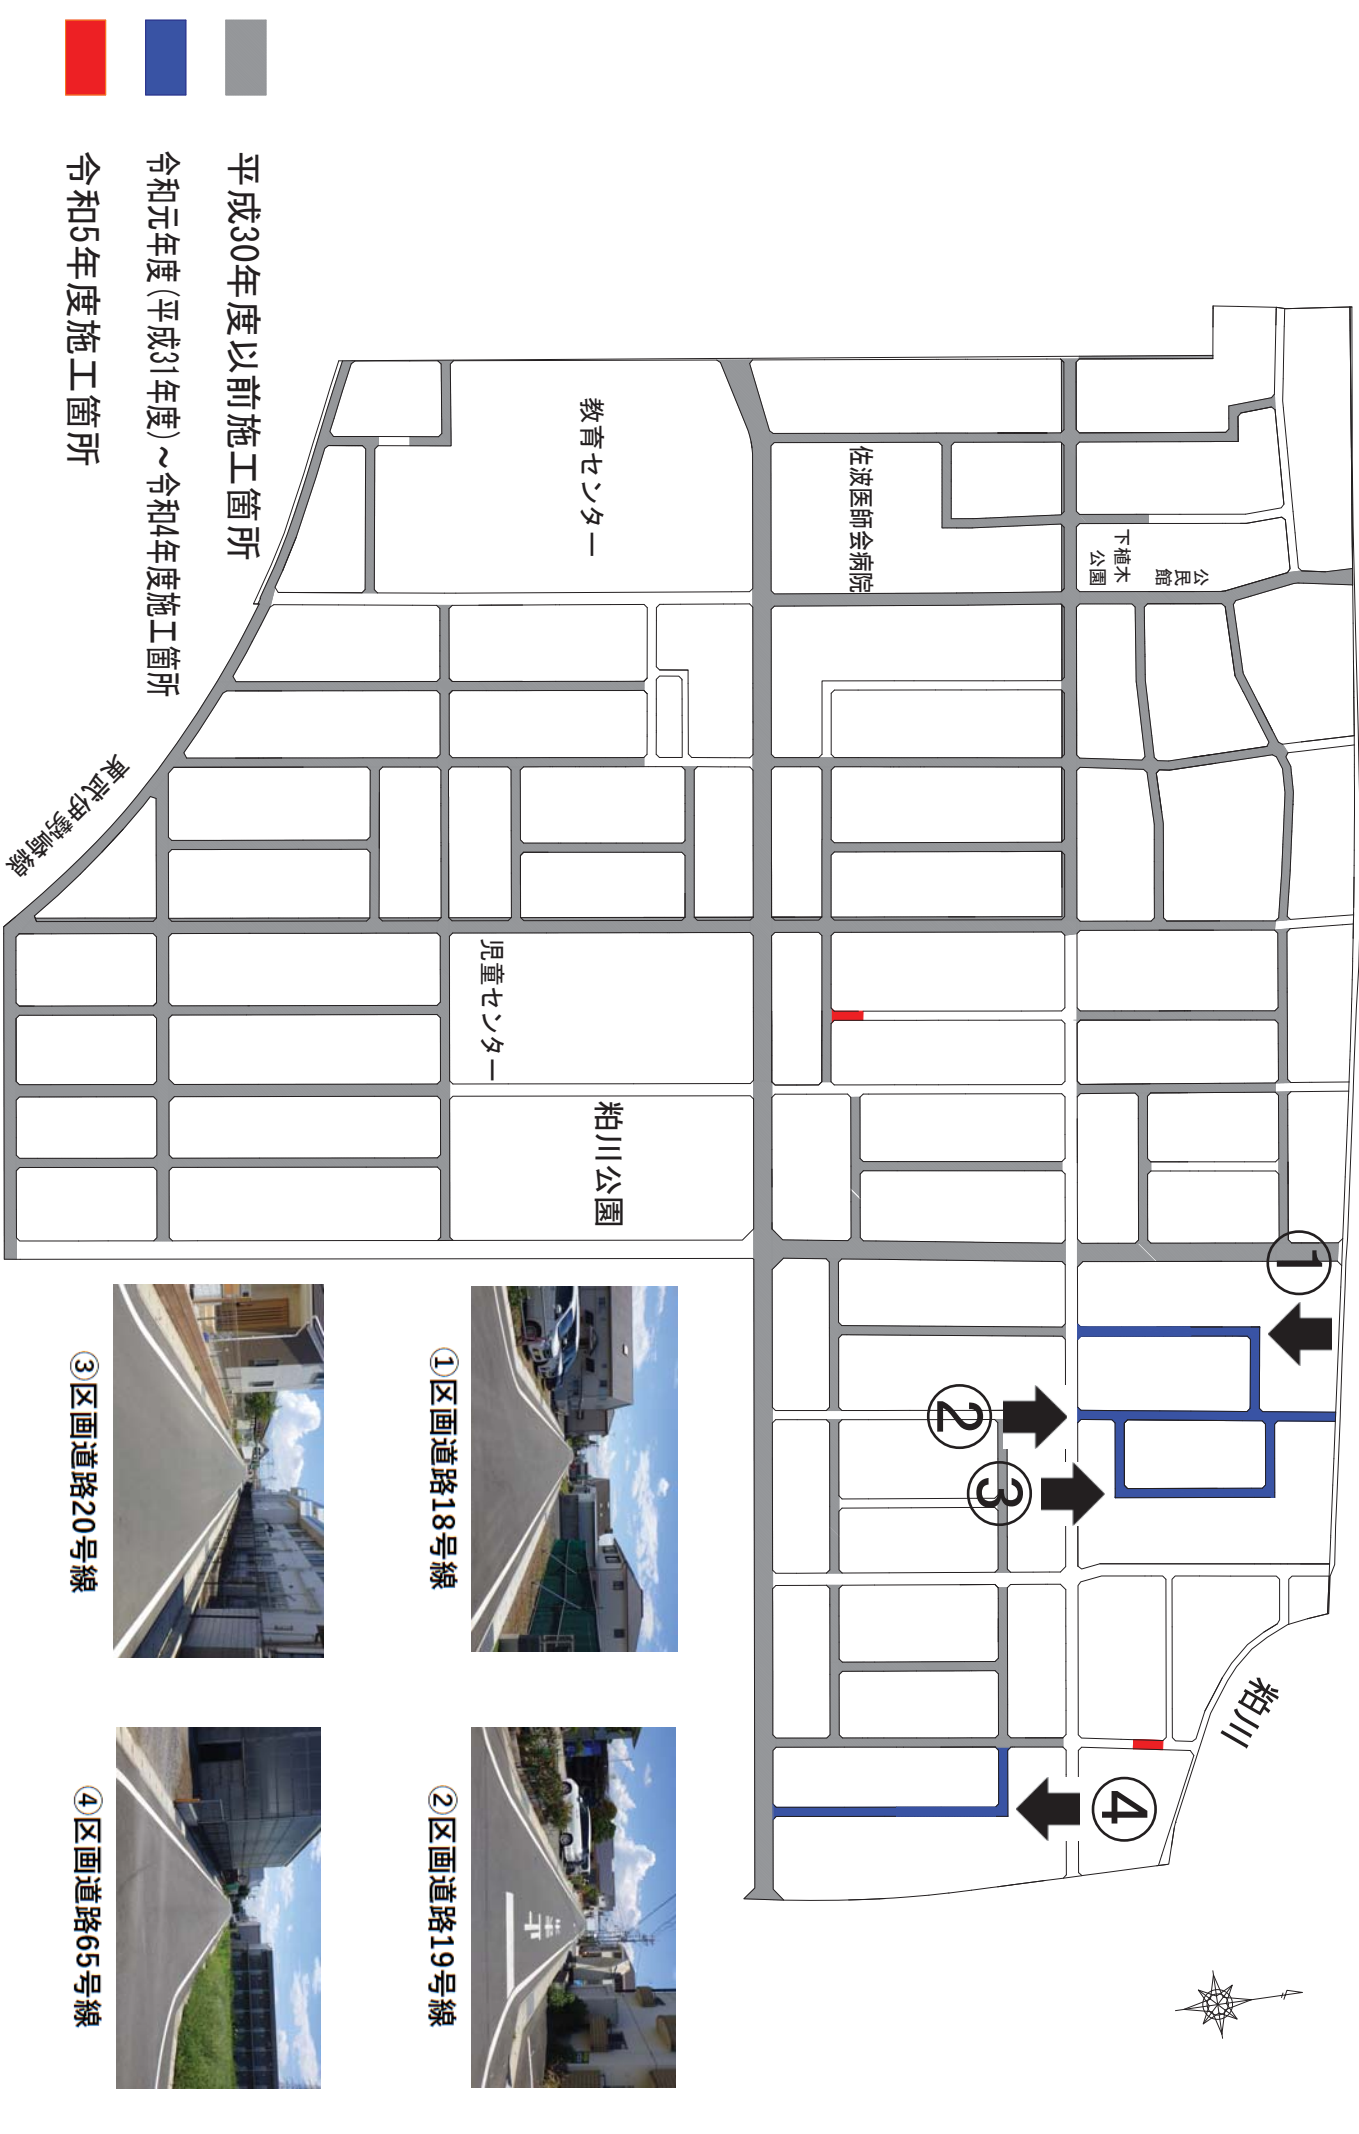 平成30年度以前施工箇所
令和元年度(平成31年度)～令和4年度施工箇所
令和5年度施工箇所
教育センター
佐波医師会病院
下植木
公園
公民
館
東武伊勢崎線
児童センター
粕川公園
粕川
①
②
③
④
①区画道路18号線
②区画道路19号線
③区画道路20号線
④区画道路65号線